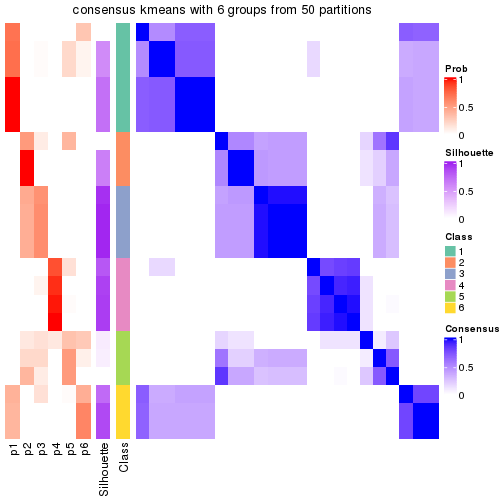 consensus kmeans with 6 groups from 50 partitions
Prob
1
0.5
0
Silhouette
1
0.5
0
Class
1
2
3
4
5
6
Consensus
1
0.5
0
p1
p2
p3
p4
p5
p6
Silhouette
Class